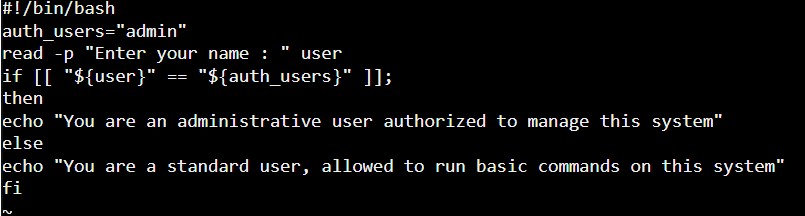 #!/bin/bash
auth_users="admin"
read -p "Enter your name : " user
if [[ "${user}" == "${auth_users}" ]];
then
echo "You are an administrative user authorized to manage this system"
else
echo "You are a standard user, allowed to run basic commands on this system"
fi
~